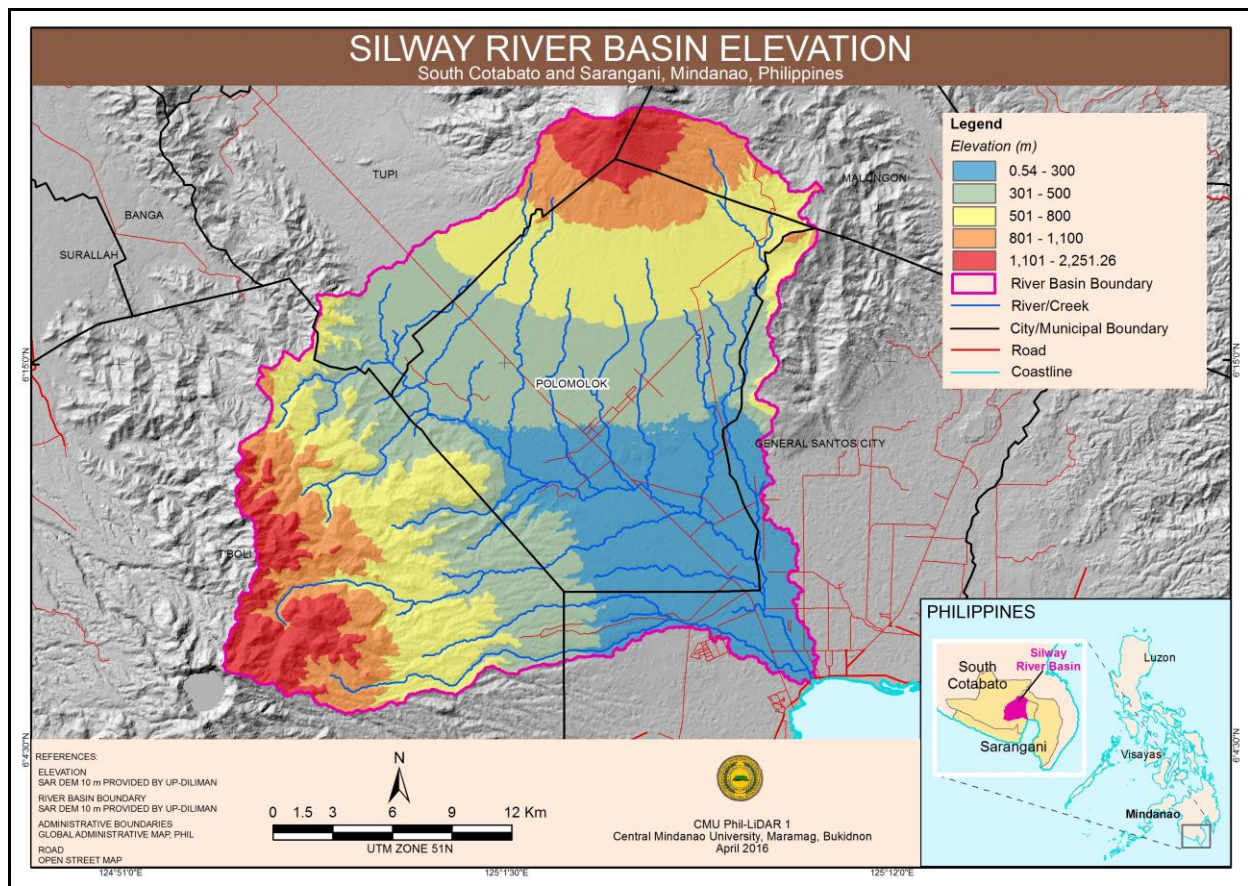 SILWAY RIVER BASIN ELEVATION
South Cotabato and Sarangani, Mindanao, Philippines
Legend
Elevation (m)
0.54 - 300
301 - 500
501 - 800
801 - 1,100
1,101 - 2,251.26
River Basin Boundary
River/Creek
City/Municipal Boundary
Road
Coastline
TUPI
MALUNGON
BANGA
SURALLAH
6°15'0"N
6°15'0"N
POLOMOLOK
GENERAL SANTOS CITY
T'BOLI
6°4'30"N
6°4'30"N
PHILIPPINES
Silway
River Basin
South
Cotabato
Sarangani
Luzon
Visayas
Mindanao
REFERENCES:
ELEVATION
SAR DEM 10 m PROVIDED BY UP-DILIMAN
RIVER BASIN BOUNDARY
SAR DEM 10 m PROVIDED BY UP-DILIMAN
ADMINISTRATIVE BOUNDARIES
GLOBAL ADMINISTRATIVE MAP, PHIL
ROAD
OPEN STREET MAP
N
0 1.5 3 6 9 12 Km
UTM ZONE 51N
CMU Phil-LiDAR 1
Central Mindanao University, Maramag, Bukidnon
April 2016
124°51'0"E
125°1'30"E
125°12'0"E